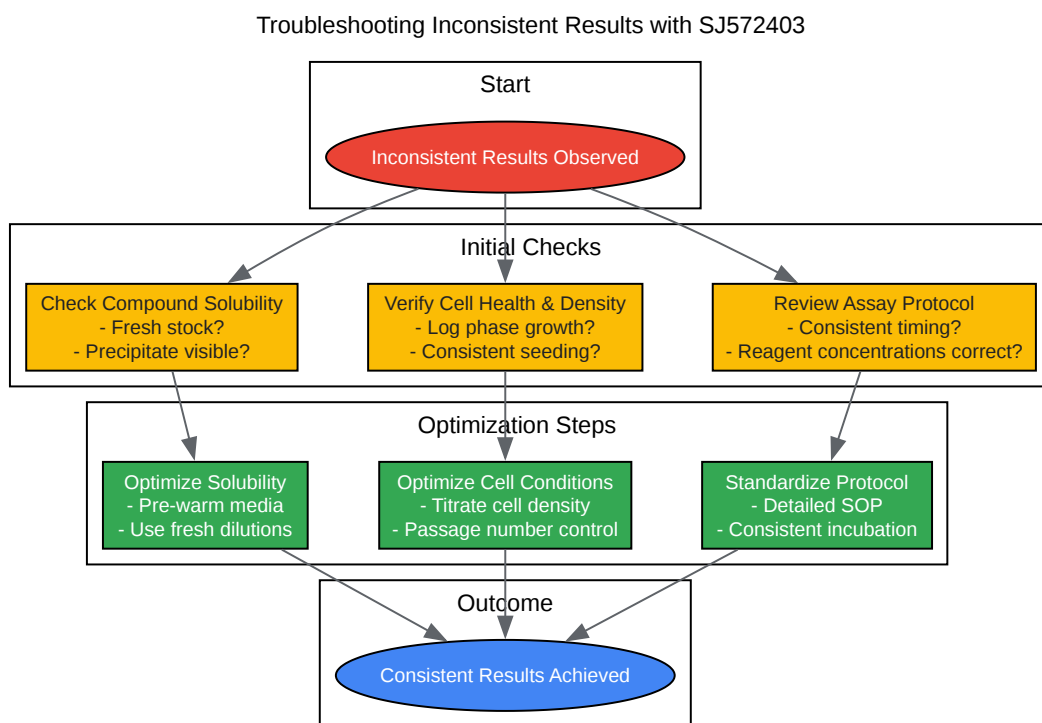 Troubleshooting Inconsistent Results with SJ572403
Start
Inconsistent Results Observed
Initial Checks
Check Compound Solubility
- Fresh stock?
- Precipitate visible?
Verify Cell Health & Density
- Log phase growth?
- Consistent seeding?
Review Assay Protocol
- Consistent timing?
- Reagent concentrations correct?
Optimization Steps
Optimize Solubility
- Pre-warm media
- Use fresh dilutions
Optimize Cell Conditions
- Titrate cell density
- Passage number control
Standardize Protocol
- Detailed SOP
- Consistent incubation
Outcome
Consistent Results Achieved